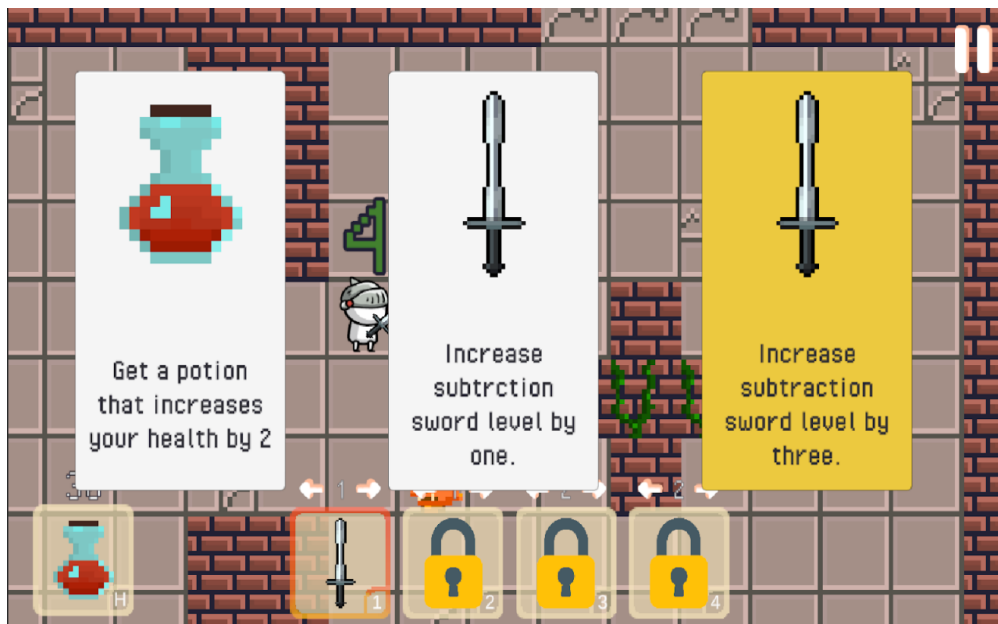 4
Get a potion
that increases
your health by 2
Increase
subtrction
sword level by
one.
Increase
subtraction
sword level by
three.
1
2
2
H
1
2
3
4